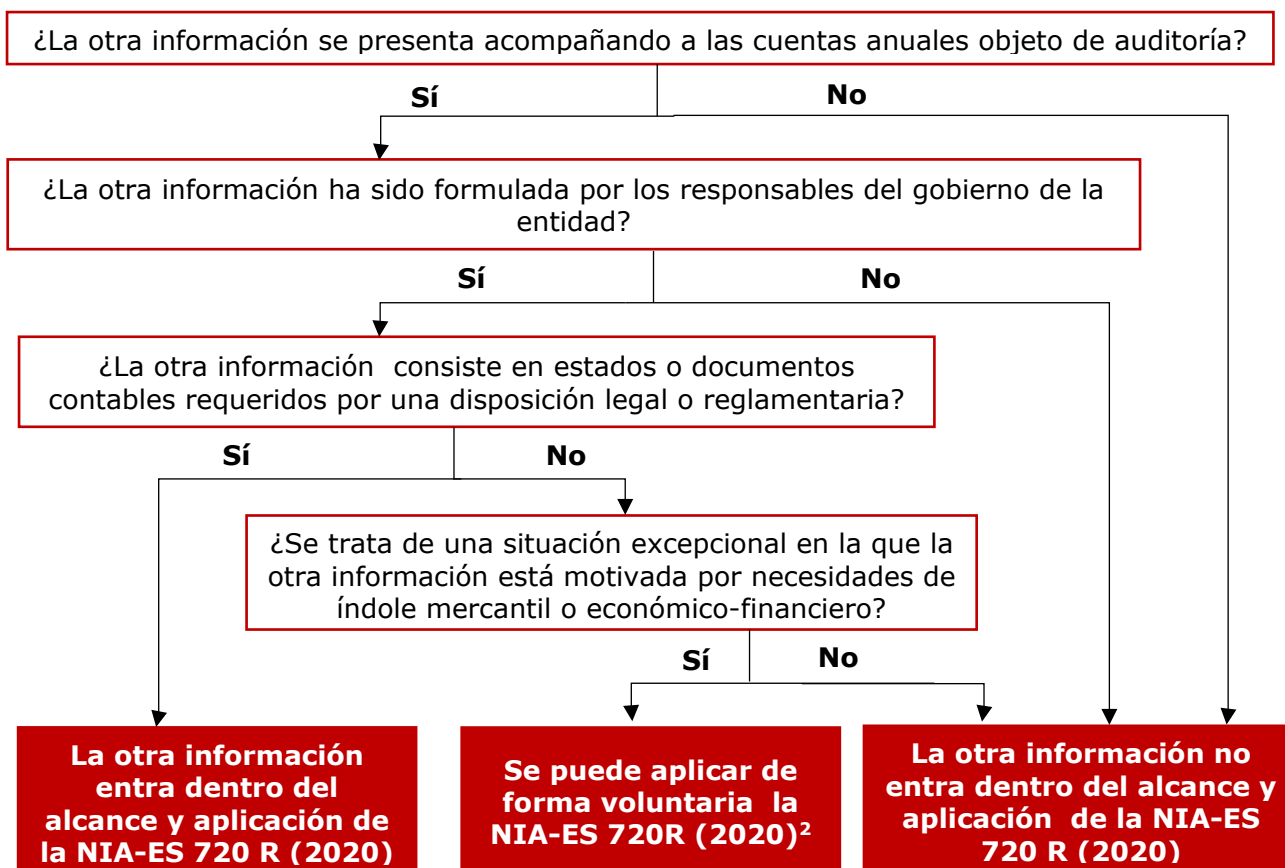 ¿La otra información se presenta acompañando a las cuentas anuales objeto de auditoría?
Sí
No
¿La otra información ha sido formulada por los responsables del gobierno de la
entidad?
Sí
No
¿La otra información consiste en estados o documentos
contables requeridos por una disposición legal o reglamentaria?
Sí
No
¿Se trata de una situación excepcional en la que la
otra información está motivada por necesidades de
índole mercantil o económico-financiero?
Sí
No
La otra información
entra dentro del
alcance y aplicación de
la NIA-ES 720 R (2020)
Se puede aplicar de
forma voluntaria la
NIA-ES 720R (2020)²
La otra información no
entra dentro del alcance y
aplicación de la NIA-ES
720 R (2020)